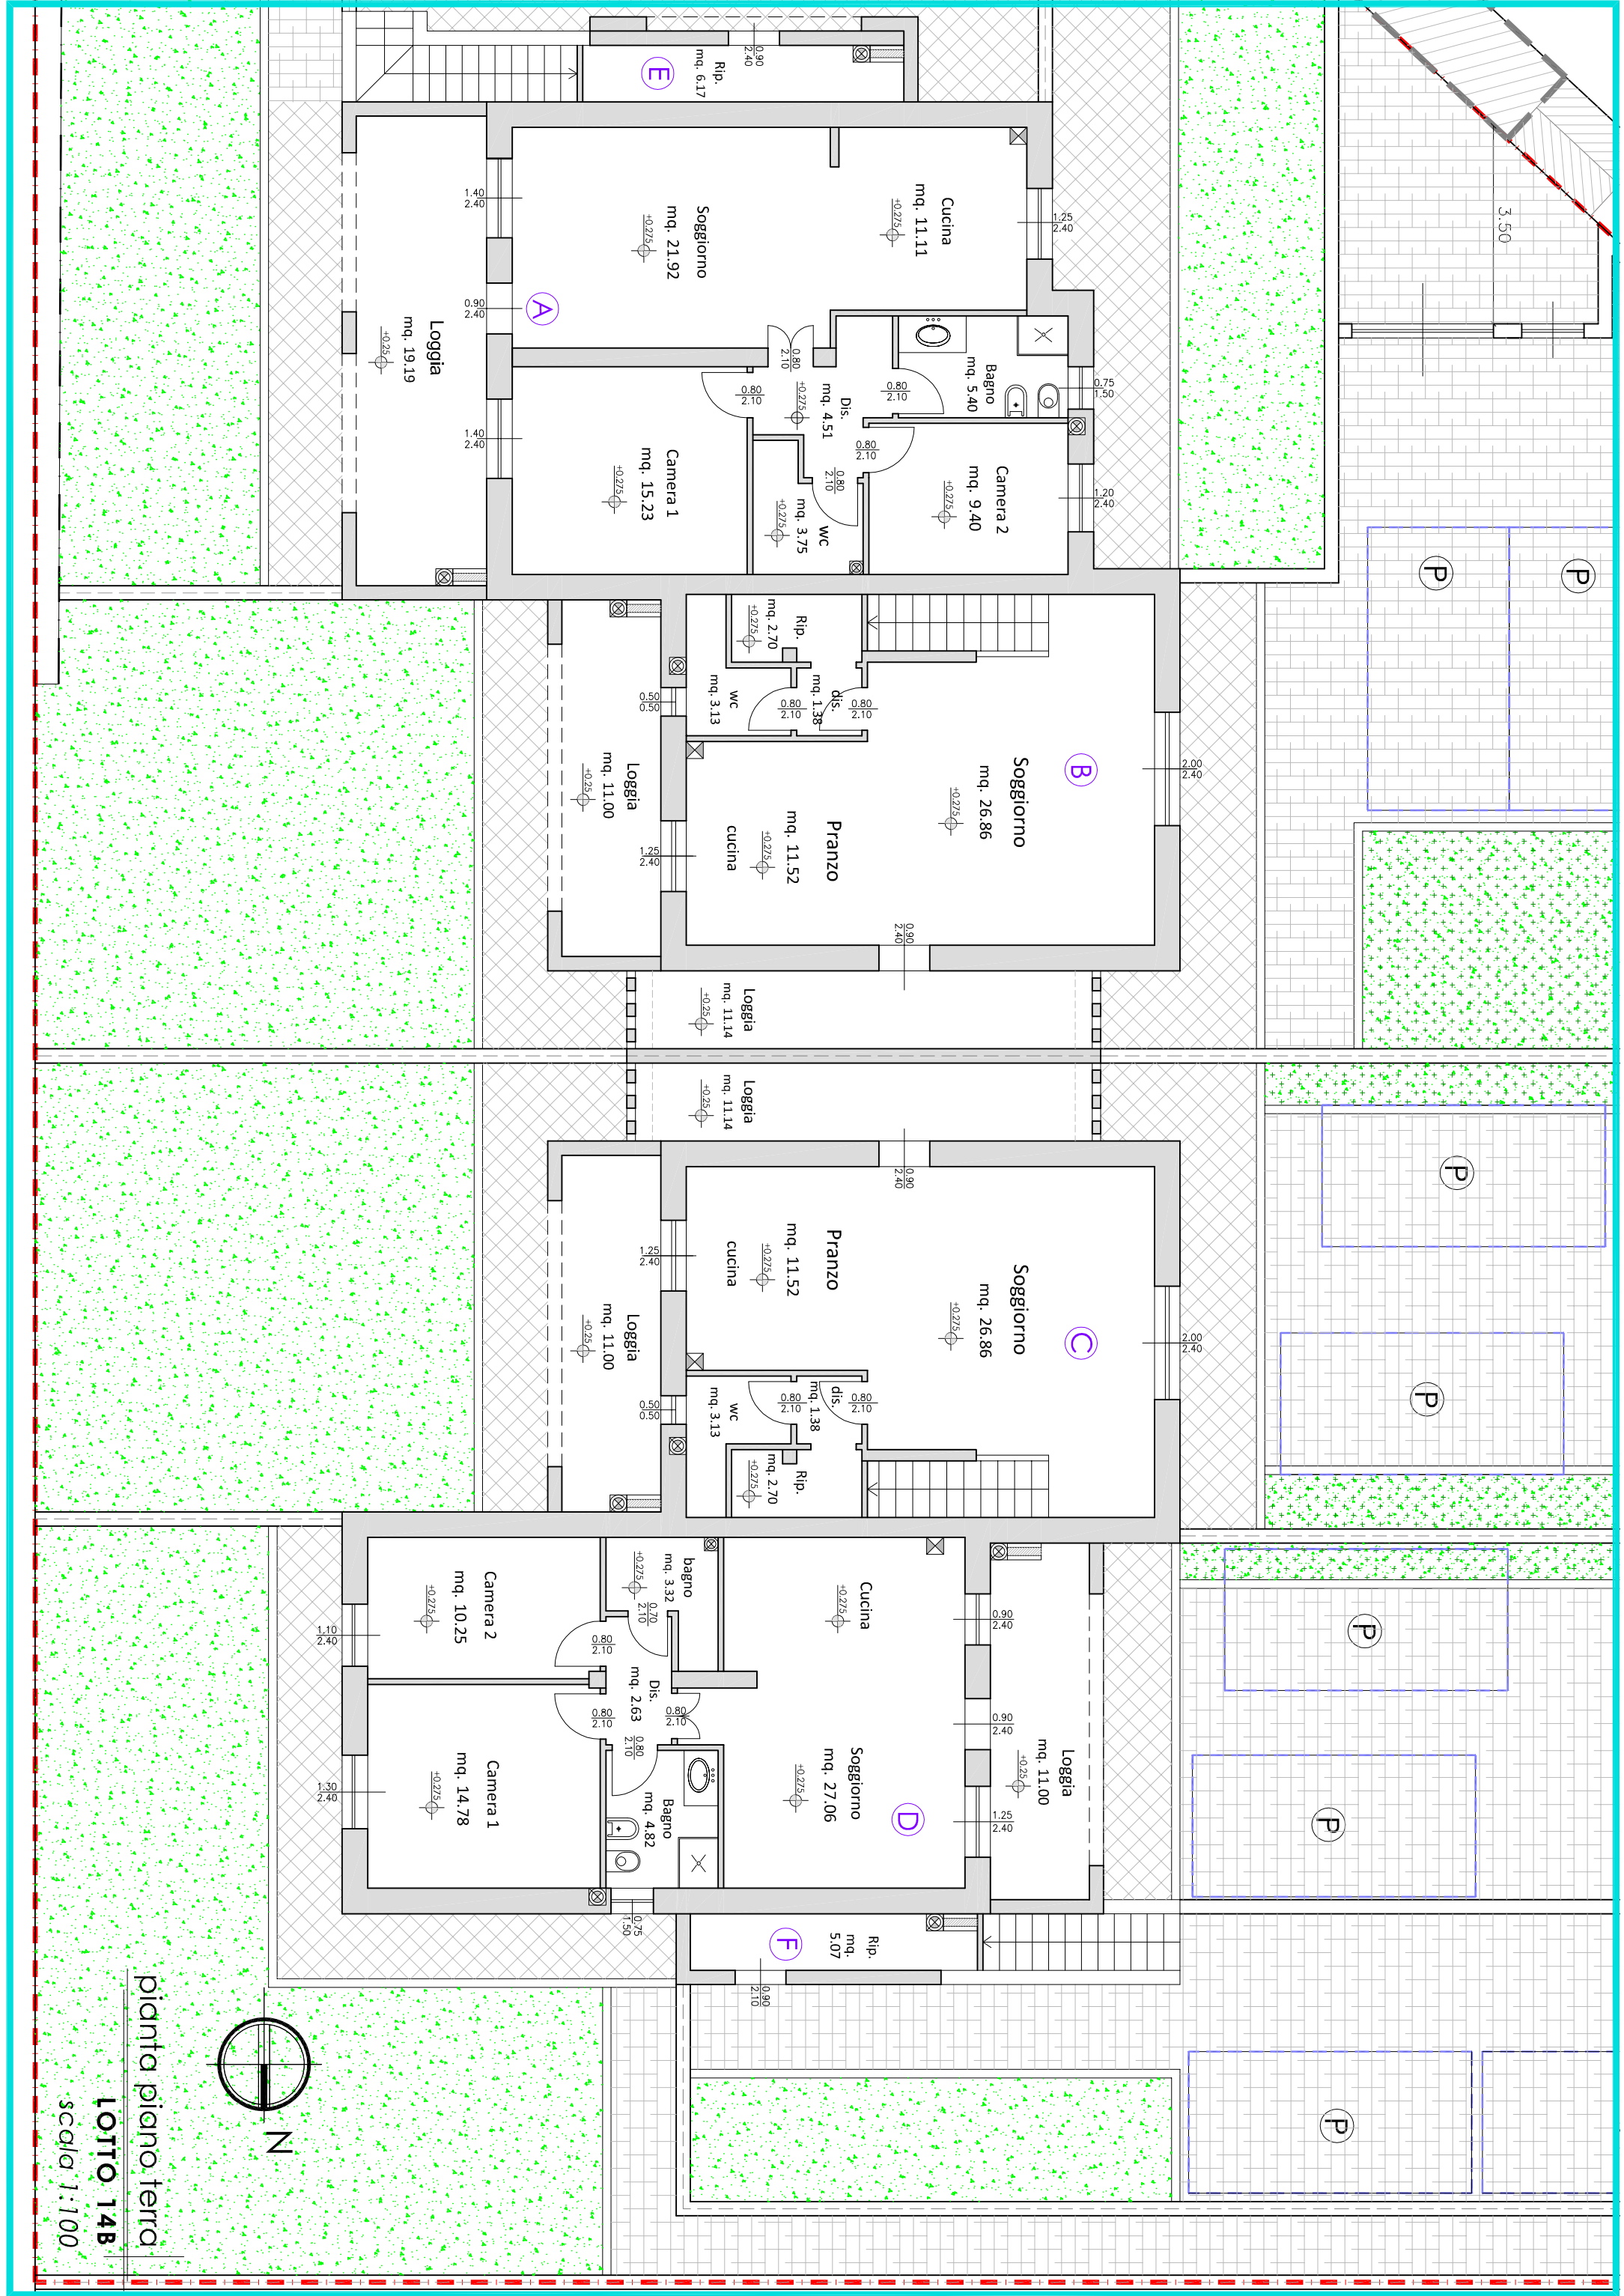 3.50
P
P
P
P
P
P
P
E
Rip.
mq. 6.17
0.90
2.40
A
Cucina
mq. 11.11
+0.275
1.25
2.40
Soggiorno
mq. 21.92
+0.275
1.40
2.40
0.90
2.40
1.40
2.40
Loggia
mq. 19.19
+0.25
0.80
2.10
Dis.
mq. 4.51
+0.275
0.80
2.10
0.80
2.10
0.80
2.10
0.80
2.10
Bagno
mq. 5.40
0.75
1.50
Camera 1
mq. 15.23
+0.275
wc
mq. 3.75
+0.275
Camera 2
mq. 9.40
+0.275
1.20
2.40
B
Rip.
mq. 2.70
+0.275
wc
mq. 3.13
dis.
mq. 1.38
0.80
2.10
0.80
2.10
0.50
0.50
Soggiorno
mq. 26.86
+0.275
2.00
2.40
Pranzo
mq. 11.52
+0.275
cucina
1.25
2.40
Loggia
mq. 11.00
+0.25
0.90
2.40
Loggia
mq. 11.14
+0.25
Loggia
mq. 11.14
+0.25
0.90
2.40
C
Soggiorno
mq. 26.86
+0.275
2.00
2.40
Pranzo
mq. 11.52
+0.275
cucina
1.25
2.40
Loggia
mq. 11.00
+0.25
0.50
0.50
wc
mq. 3.13
dis.
mq. 1.38
0.80
2.10
0.80
2.10
Rip.
mq. 2.70
+0.275
D
Cucina
+0.275
Soggiorno
mq. 27.06
+0.275
0.90
2.40
0.90
2.40
1.25
2.40
Loggia
mq. 11.00
+0.25
bagno
mq. 3.32
+0.275
0.70
2.10
Camera 2
mq. 10.25
+0.275
1.10
2.40
0.80
2.10
Dis.
mq. 2.63
0.80
2.10
0.80
2.10
0.80
2.10
Camera 1
mq. 14.78
+0.275
1.30
2.40
Bagno
mq. 4.82
0.75
1.50
F
Rip.
mq.
5.07
0.90
2.10
N
pianta piano terra
LOTTO 14B
scala 1:100